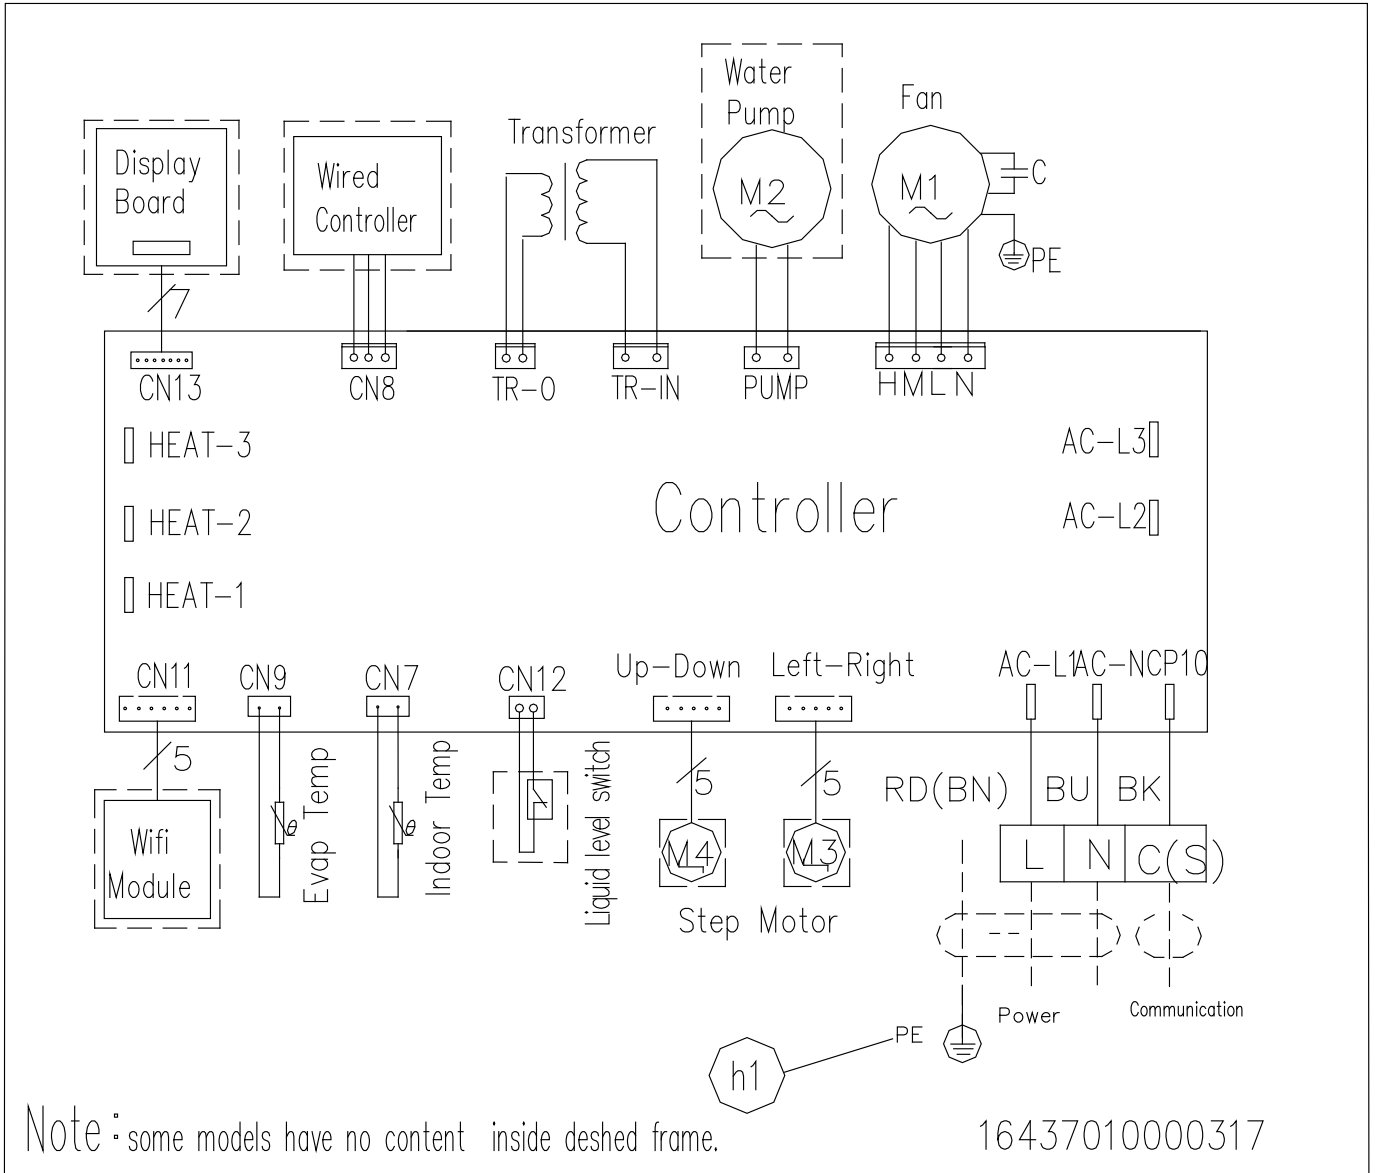 Water
Pump
Fan
Transformer
Display
Board
Wired
Controller
M2
M1
C
PE
7
CN13
CN8
TR-O
TR-IN
PUMP
H M L N
HEAT-3
AC-L3
Controller
HEAT-2
AC-L2
HEAT-1
CN11
CN9
CN7
CN12
Up-Down
Left-Right
AC-L1
AC-N
CP10
5
5
5
RD(BN)
BU
BK
Evap Temp
Indoor Temp
Liquid level switch
θ
θ
Wifi
Module
M4
M3
L
N
C(S)
Step Motor
Power
Communication
PE
h1
Note: some models have no content inside deshed frame.
16437010000317